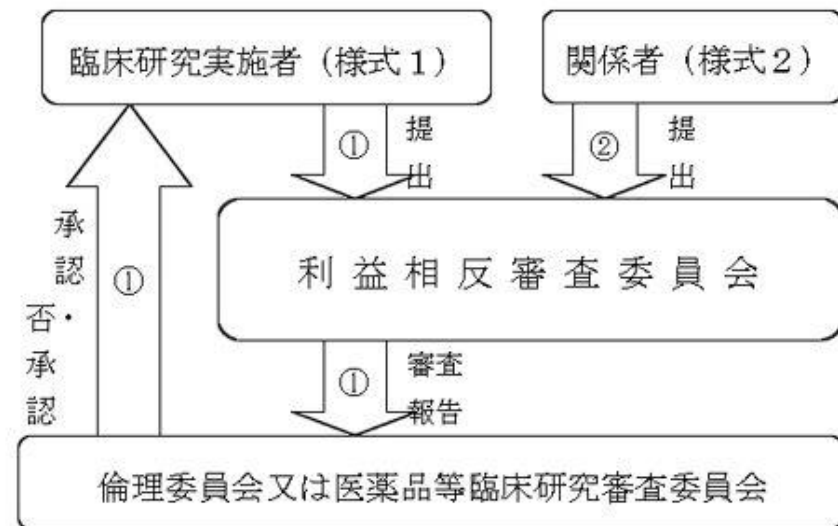 臨床研究実施者（様式１）
関係者（様式２）
① 提出
② 提出
利益相反審査委員会
① 審査
報告
承認・否承認
①
倫理委員会又は医薬品等臨床研究審査委員会